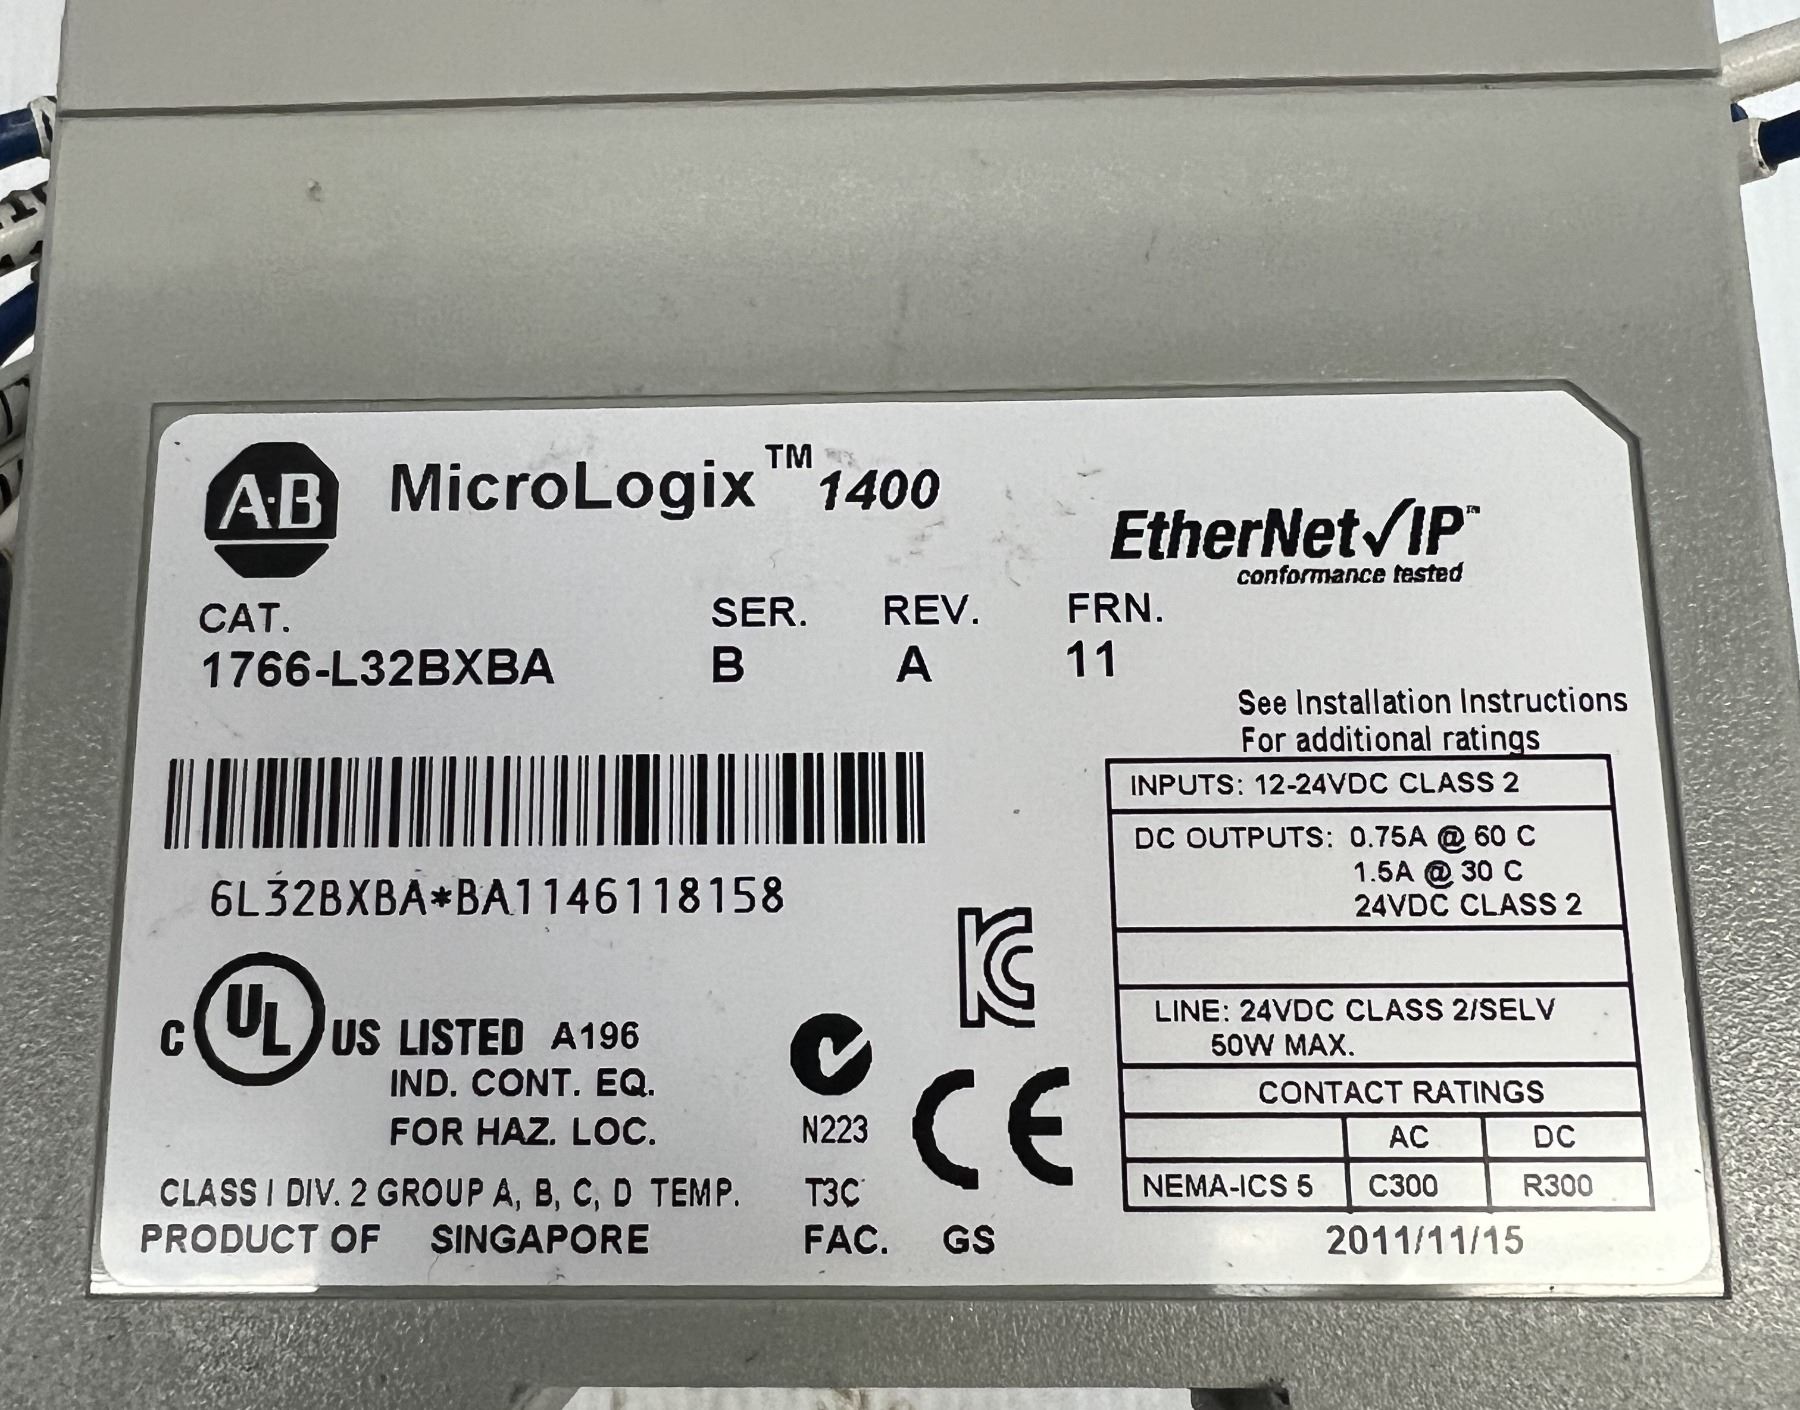 A·B MicroLogix™ 1400
EtherNet/IP™
conformance tested
CAT. SER. REV. FRN.
1766-L32BXBA B A 11
See Installation Instructions
For additional ratings
6L32BXBA*BA1146118158
INPUTS: 12-24VDC CLASS 2
DC OUTPUTS: 0.75A @ 60 C
1.5A @ 30 C
24VDC CLASS 2
LINE: 24VDC CLASS 2/SELV
50W MAX.
CONTACT RATINGS
AC DC
NEMA-ICS 5 C300 R300
C UL US LISTED A196
IND. CONT. EQ.
FOR HAZ. LOC.
N223
KC
CE
CLASS I DIV. 2 GROUP A, B, C, D TEMP. T3C
PRODUCT OF SINGAPORE FAC. GS
2011/11/15